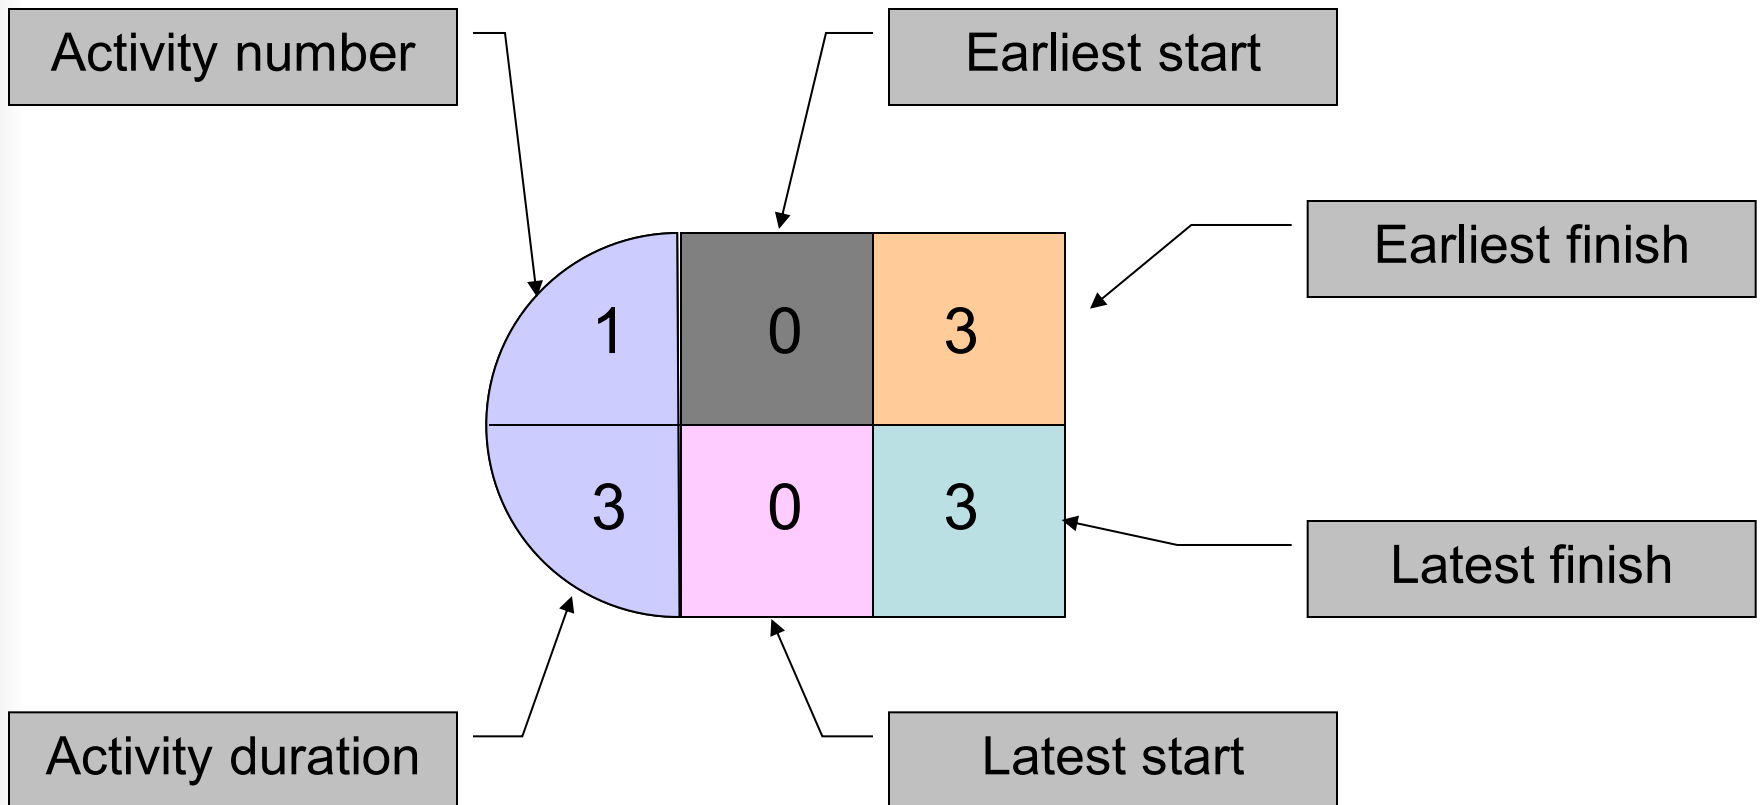 Activity number
Earliest start
Earliest finish
1 0 3
3 0 3
Latest finish
Activity duration
Latest start